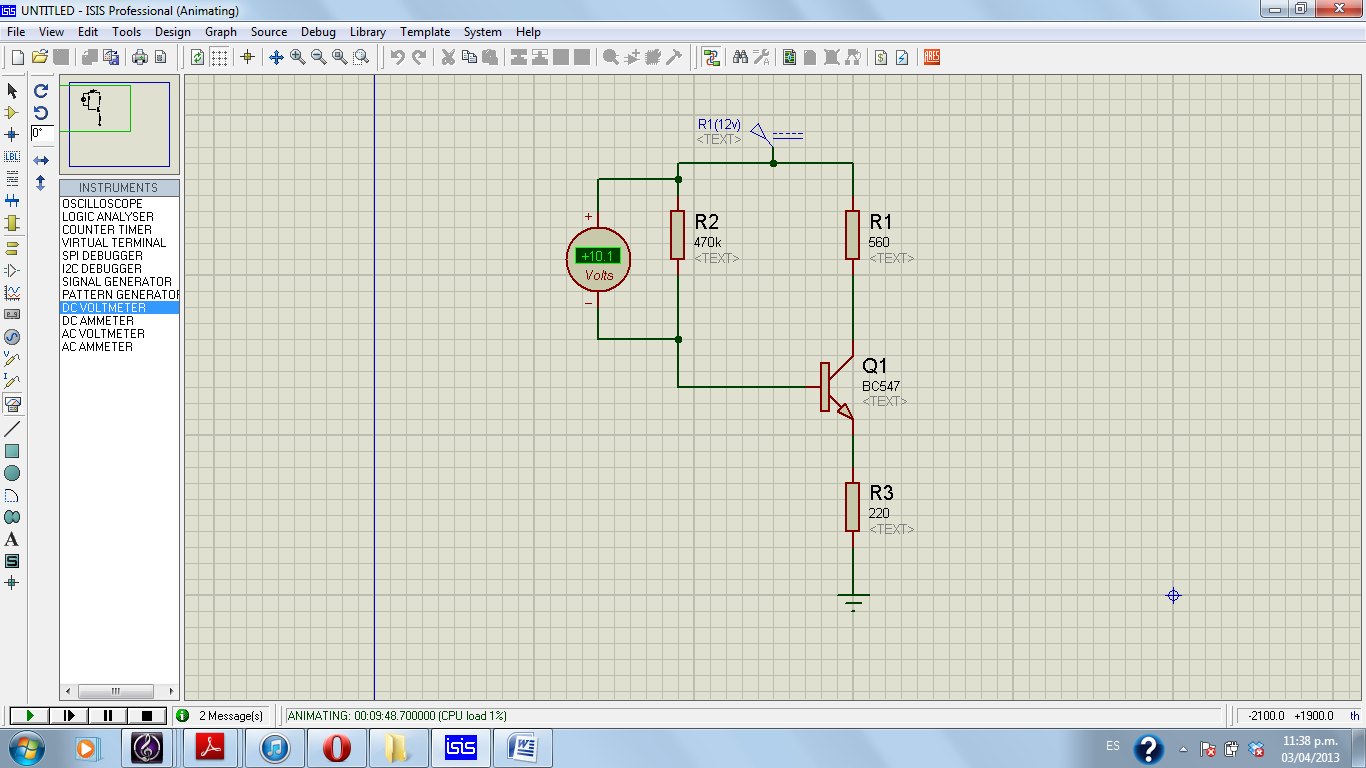 UNTITLED - ISIS Professional (Animating)
File View Edit Tools Design Graph Source Debug Library Template System Help
ARES
0°
LBL
A
S
INSTRUMENTS
OSCILLOSCOPE
LOGIC ANALYSER
COUNTER TIMER
VIRTUAL TERMINAL
SPI DEBUGGER
I2C DEBUGGER
SIGNAL GENERATOR
PATTERN GENERATOR
DC VOLTMETER
DC AMMETER
AC VOLTMETER
AC AMMETER
R1(12v)
<TEXT>
+
+10.1
Volts
−
R2
470k
<TEXT>
R1
560
<TEXT>
Q1
BC547
<TEXT>
R3
220
<TEXT>
2 Message(s)
ANIMATING: 00:09:48.700000 (CPU load 1%)
-2100.0 +1900.0 th
isis
ES
11:38 p.m.
03/04/2013